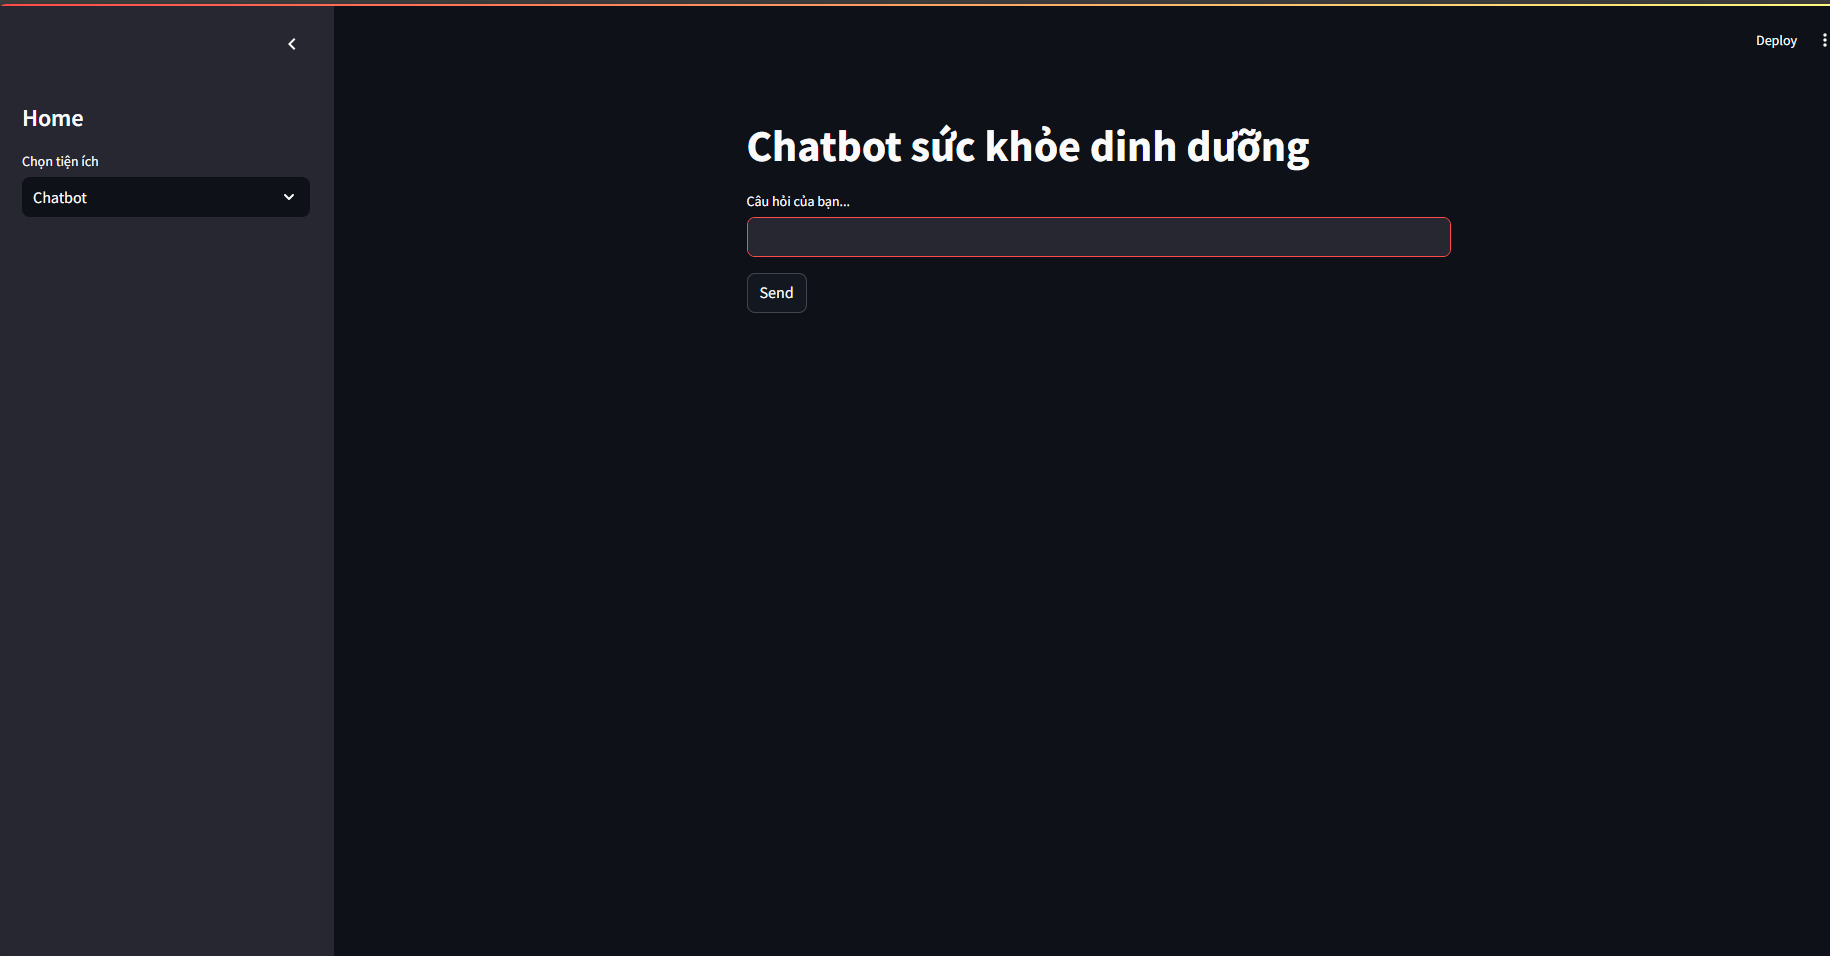 Deploy
Home
Chọn tiện ích
Chatbot
Chatbot sức khỏe dinh dưỡng
Câu hỏi của bạn...
Send